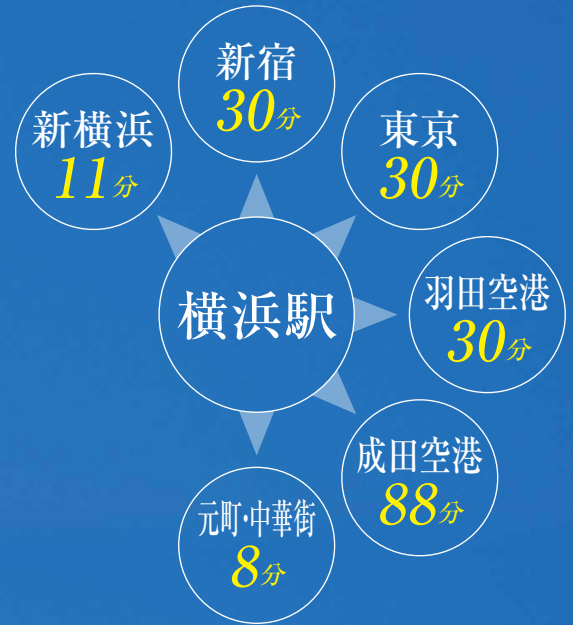 新宿
30分
新横浜
11分
東京
30分
横浜駅
羽田空港
30分
成田空港
88分
元町・中華街
8分